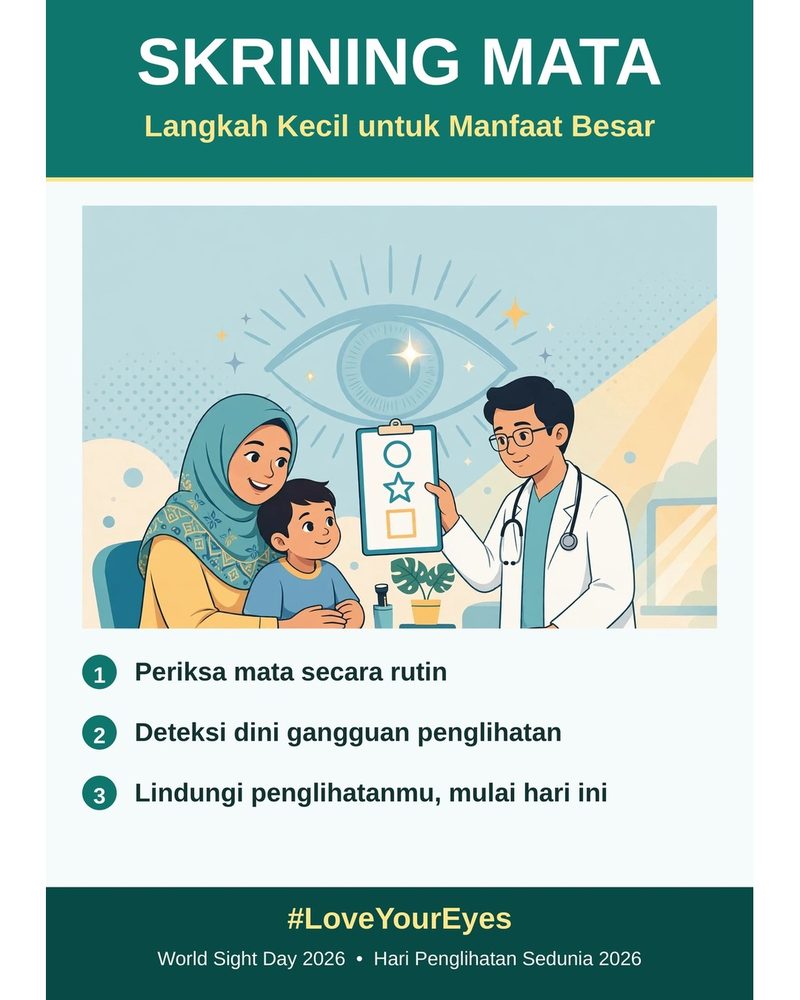 SKRINING MATA
Langkah Kecil untuk Manfaat Besar
1 Periksa mata secara rutin
2 Deteksi dini gangguan penglihatan
3 Lindungi penglihatanmu, mulai hari ini
#LoveYourEyes
World Sight Day 2026 • Hari Penglihatan Sedunia 2026